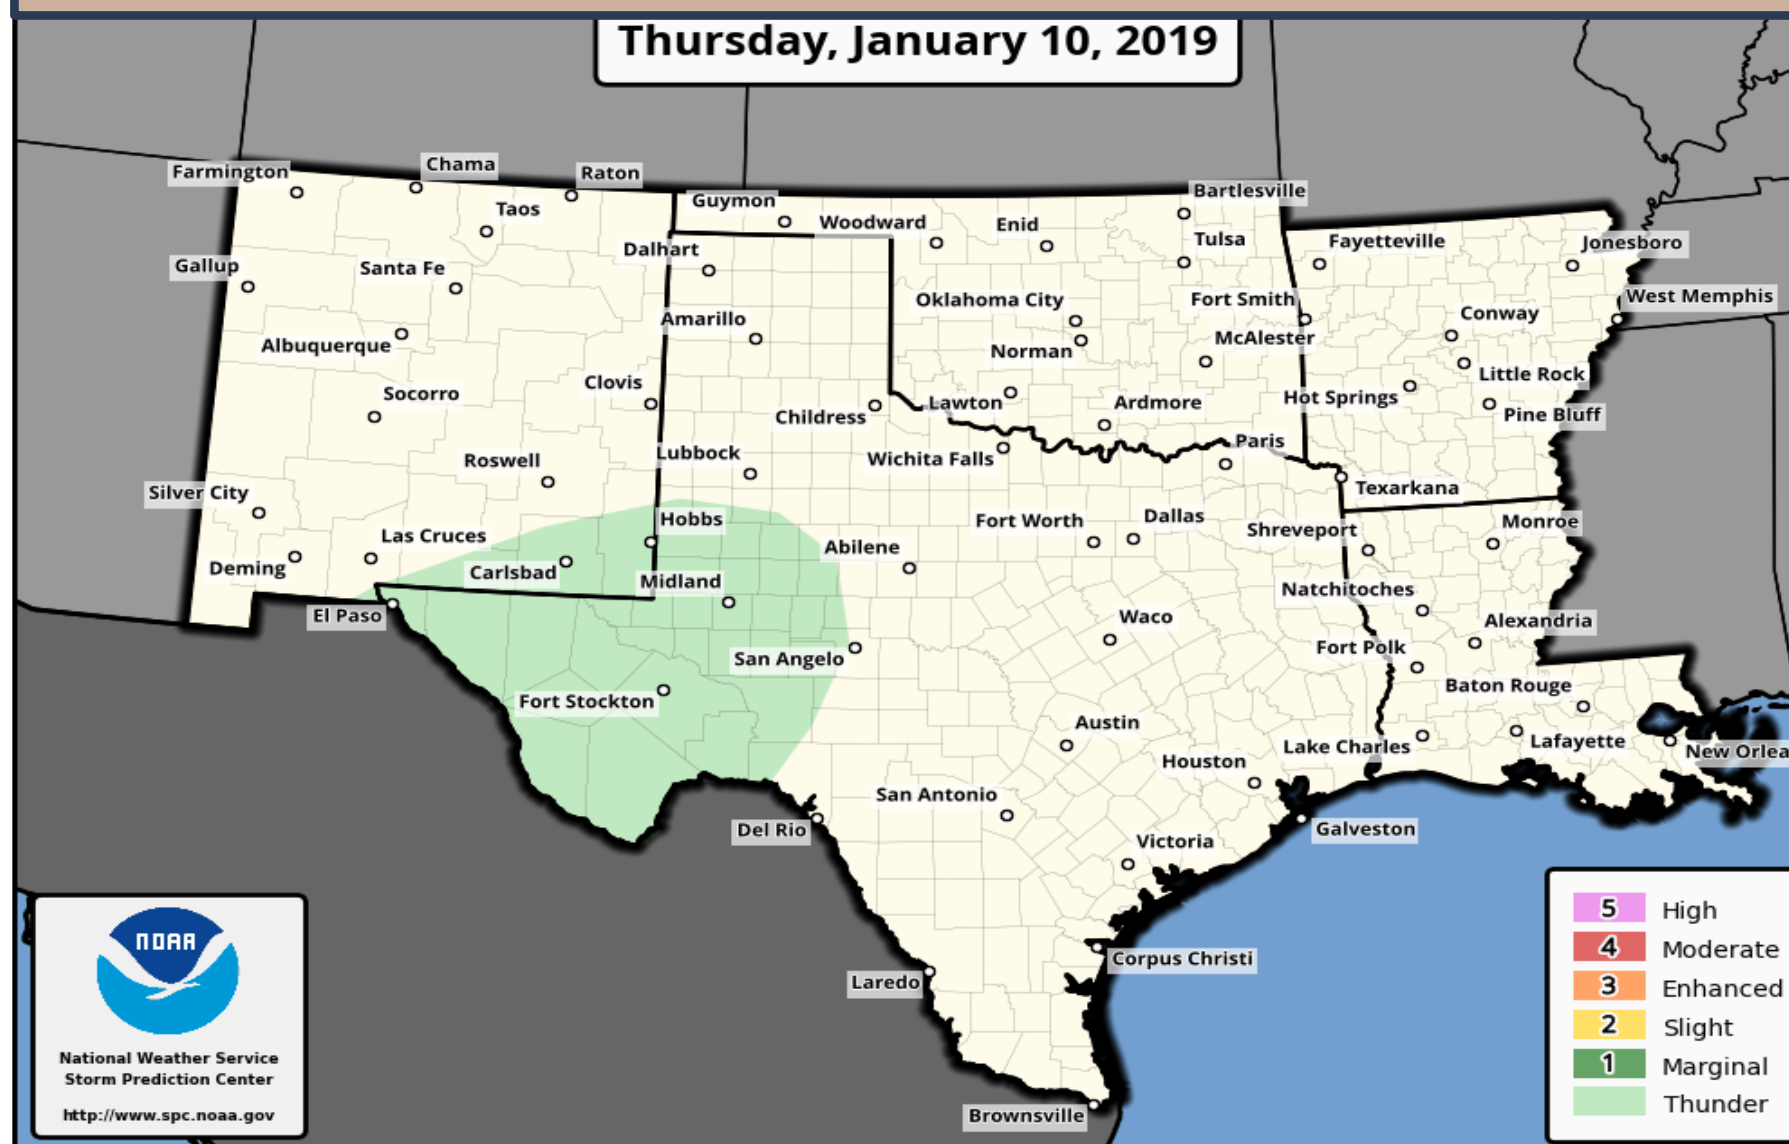 Thursday, January 10, 2019
Farmington
Chama
Raton
Taos
Guymon
Woodward
Enid
Bartlesville
Tulsa
Fayetteville
Jonesboro
Gallup
Santa Fe
Dalhart
Oklahoma City
Fort Smith
West Memphis
Albuquerque
Amarillo
Norman
McAlester
Conway
Little Rock
Socorro
Clovis
Childress
Lawton
Ardmore
Hot Springs
Pine Bluff
Roswell
Lubbock
Wichita Falls
Paris
Texarkana
Silver City
Las Cruces
Hobbs
Fort Worth
Dallas
Shreveport
Monroe
Deming
Carlsbad
Midland
Abilene
Natchitoches
El Paso
San Angelo
Waco
Fort Polk
Alexandria
Fort Stockton
Baton Rouge
Austin
Houston
Lake Charles
Lafayette
New Orlea
San Antonio
Del Rio
Victoria
Galveston
Laredo
Corpus Christi
Brownsville
NOAA
National Weather Service
Storm Prediction Center
http://www.spc.noaa.gov
5 High
4 Moderate
3 Enhanced
2 Slight
1 Marginal
Thunder